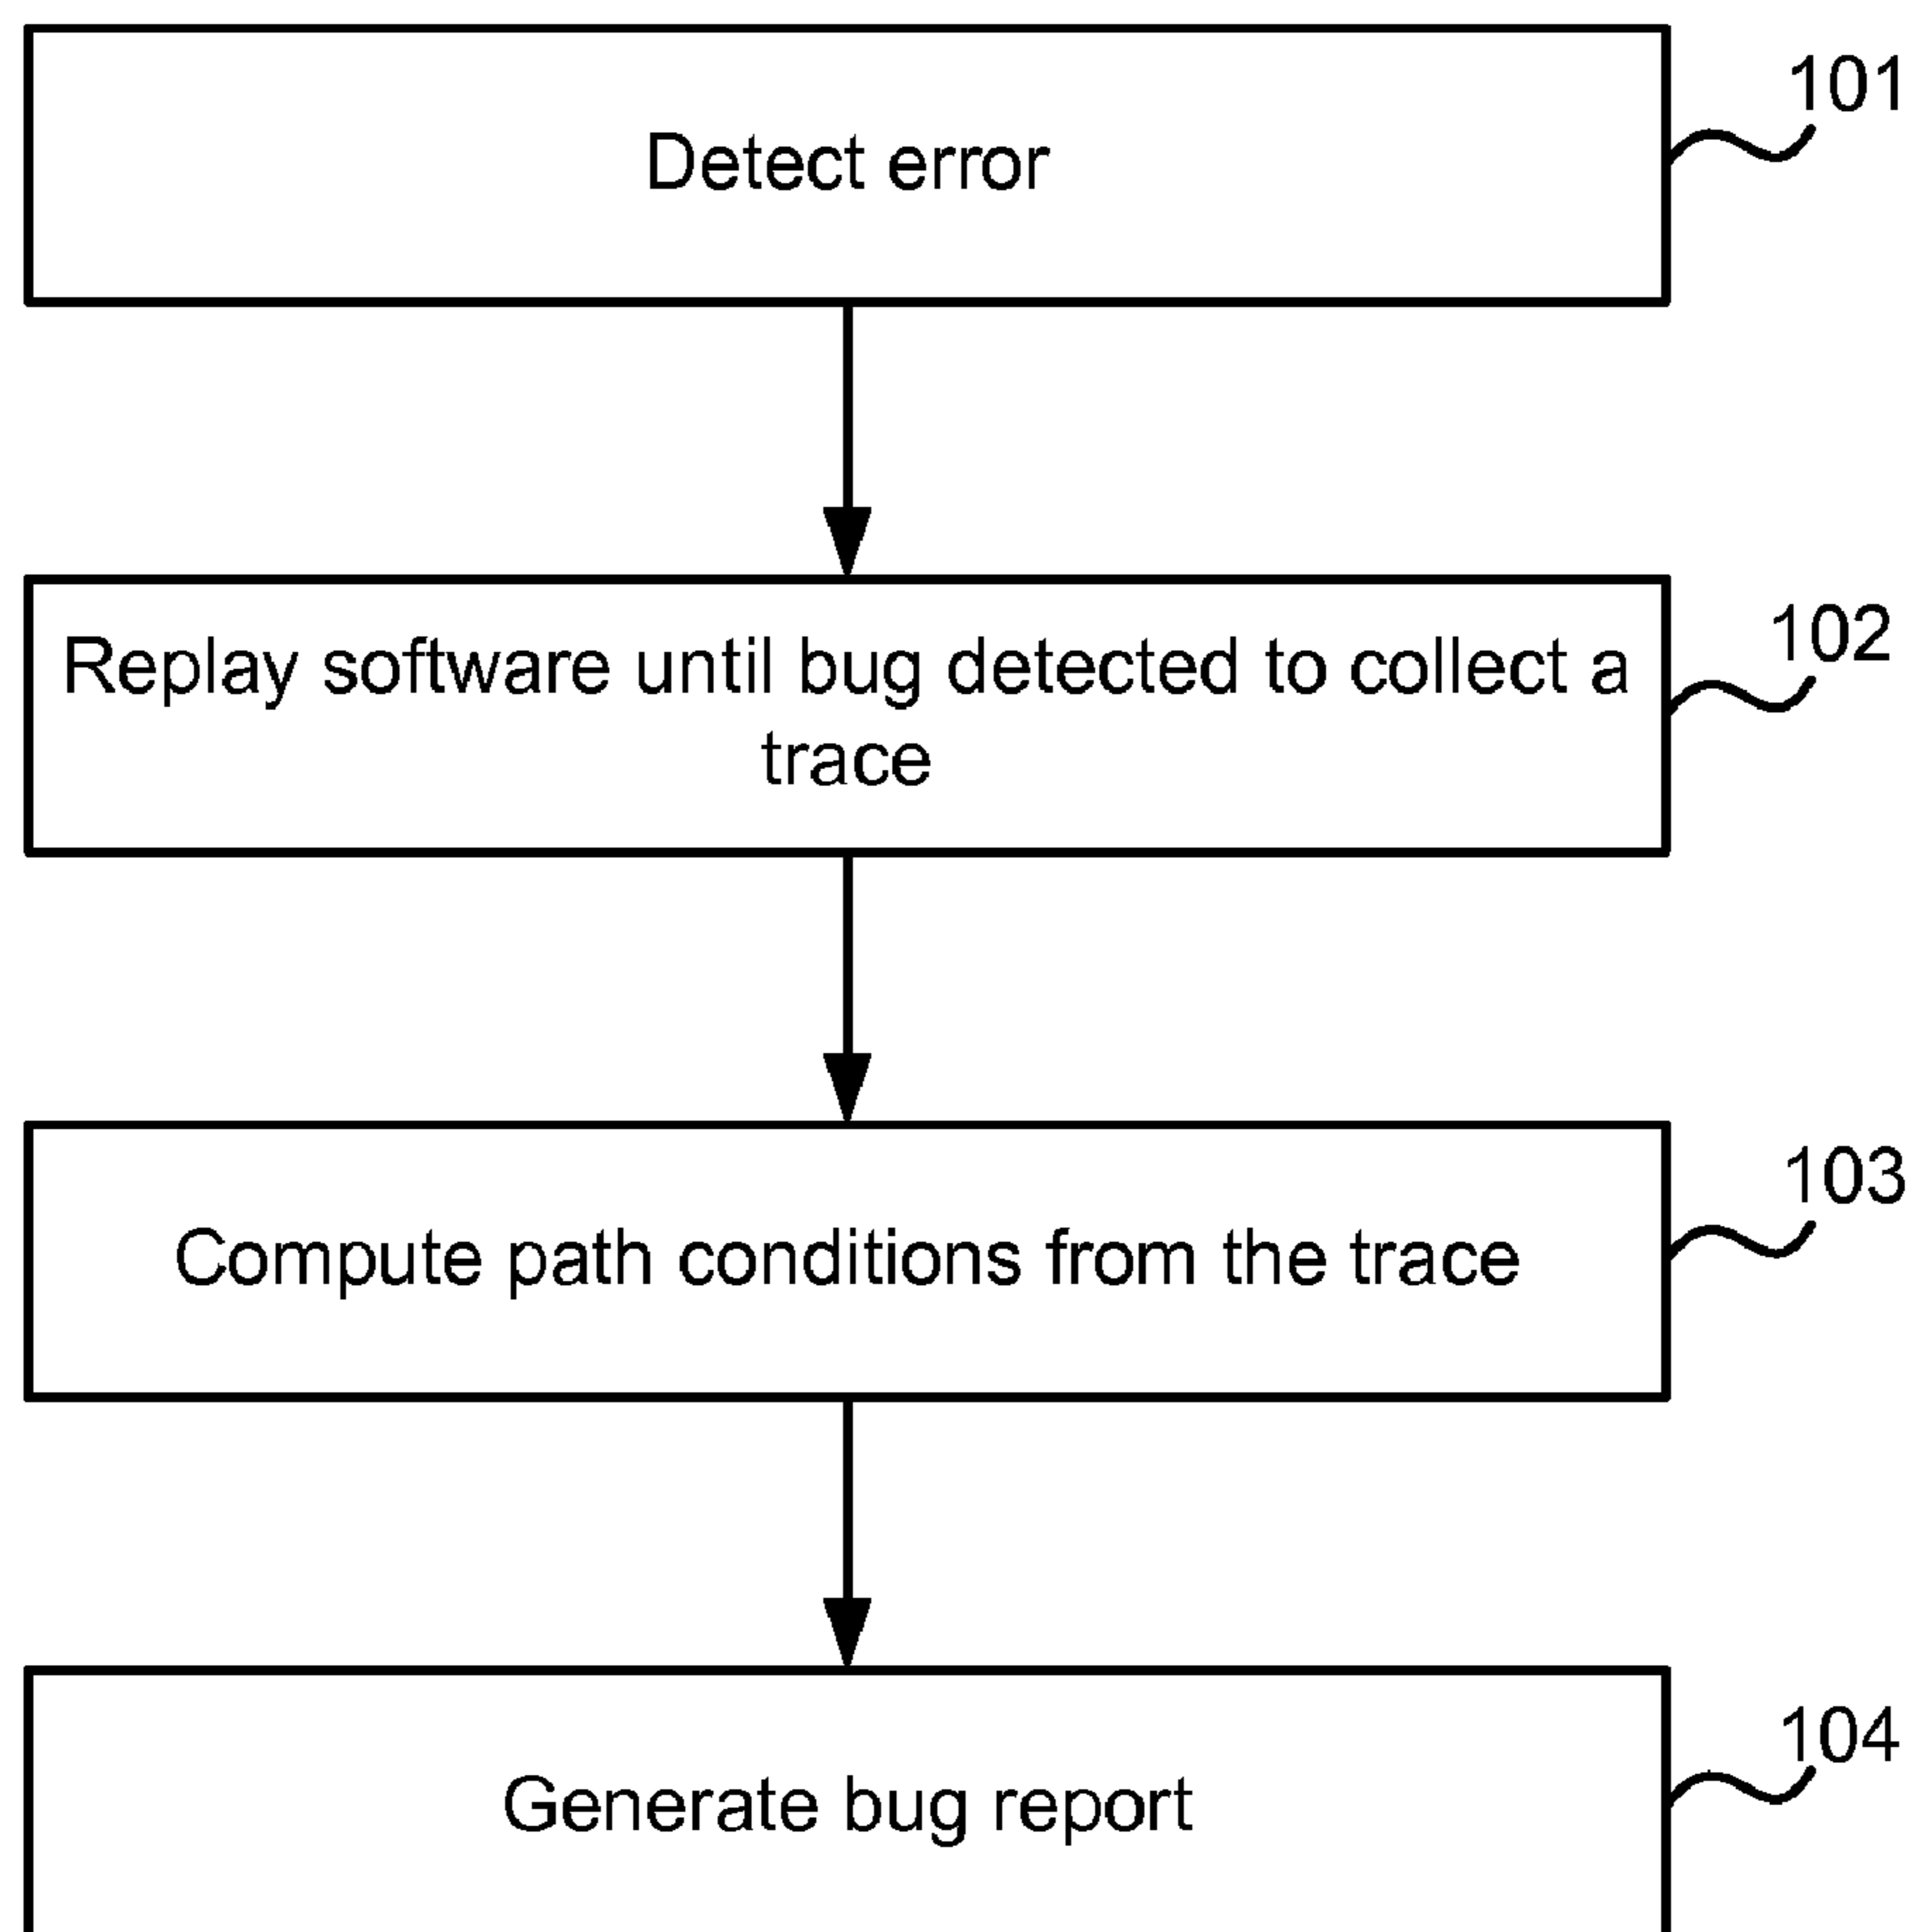 101
Detect error
102
Replay software until bug detected to collect a
trace
103
Compute path conditions from the trace
104
Generate bug report